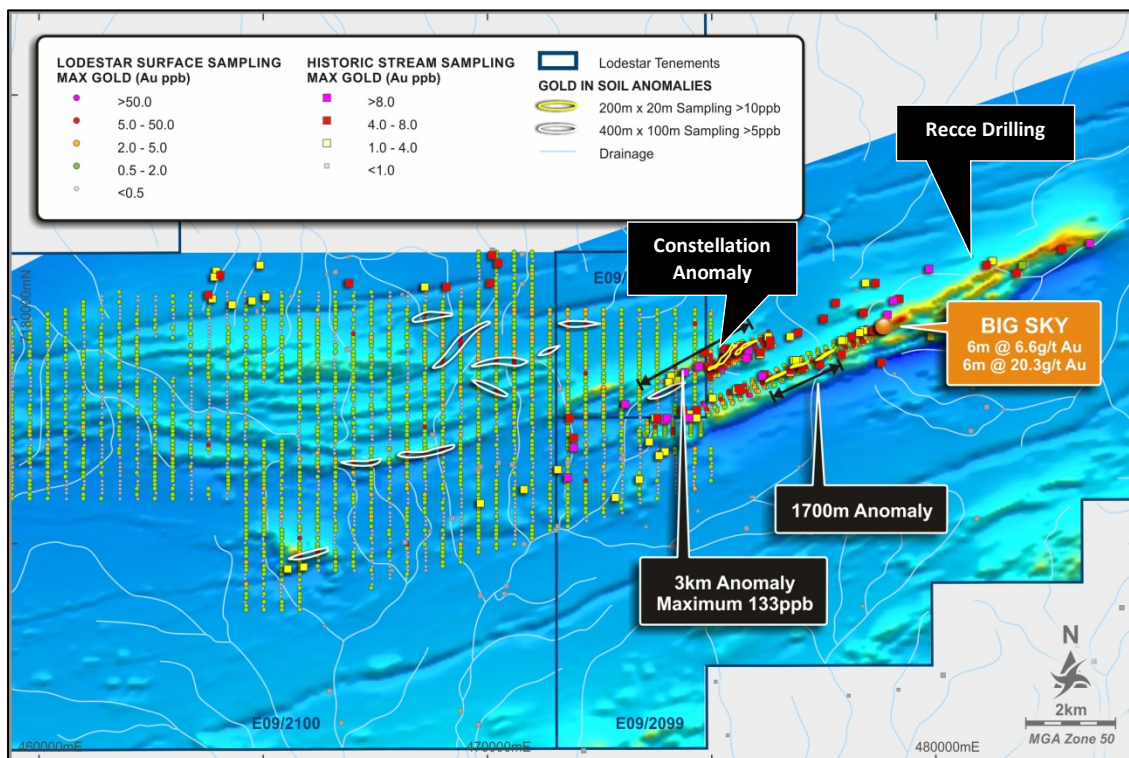 LODESTAR SURFACE SAMPLING
MAX GOLD (Au ppb)
>50.0
5.0 - 50.0
2.0 - 5.0
0.5 - 2.0
<0.5
HISTORIC STREAM SAMPLING
MAX GOLD (Au ppb)
>8.0
4.0 - 8.0
1.0 - 4.0
<1.0
Lodestar Tenements
GOLD IN SOIL ANOMALIES
200m x 20m Sampling >10ppb
400m x 100m Sampling >5ppb
Drainage
Recce Drilling
Constellation
Anomaly
E09/
BIG SKY
6m @ 6.6g/t Au
6m @ 20.3g/t Au
1700m Anomaly
3km Anomaly
Maximum 133ppb
N
2km
MGA Zone 50
E09/2100
E09/2099
460000mE
470000mE
480000mE